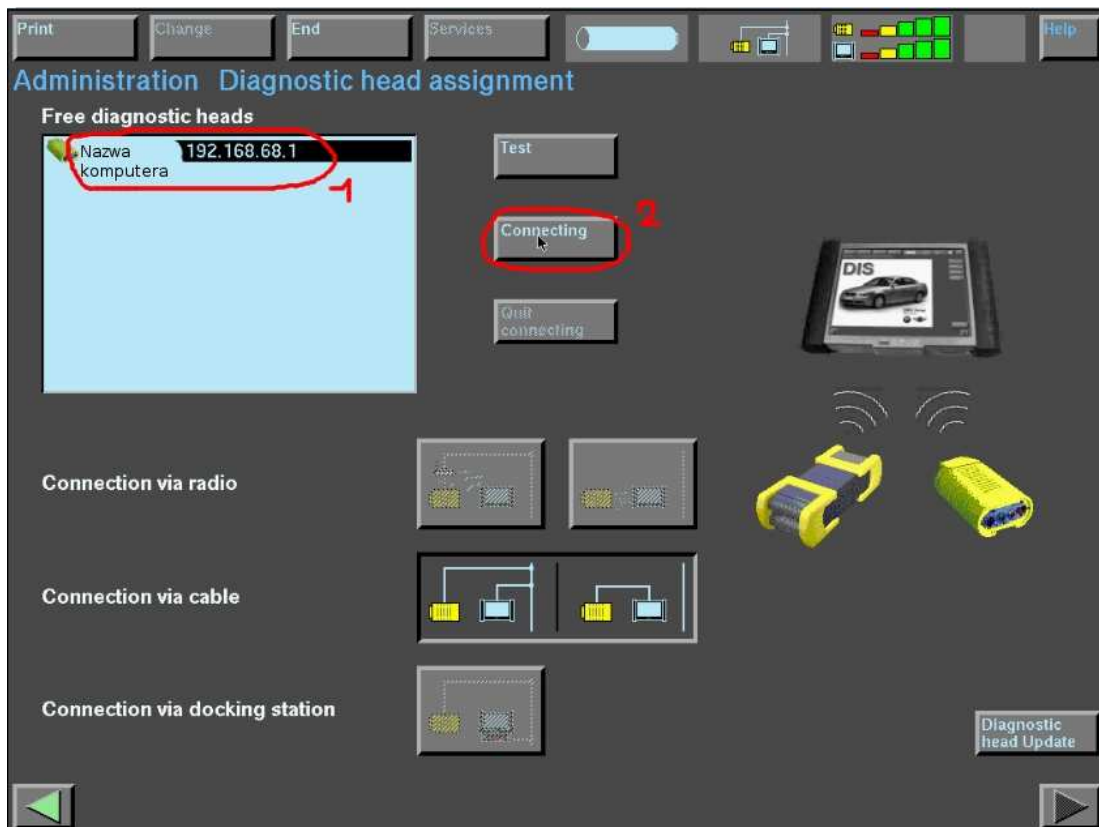 Print
Change
End
Services
Help
Administration Diagnostic head assignment
Free diagnostic heads
Nazwa 192.168.68.1
komputera
1
Test
Connecting
2
Quit
connecting
DIS
Connection via radio
Connection via cable
Connection via docking station
Diagnostic
head Update